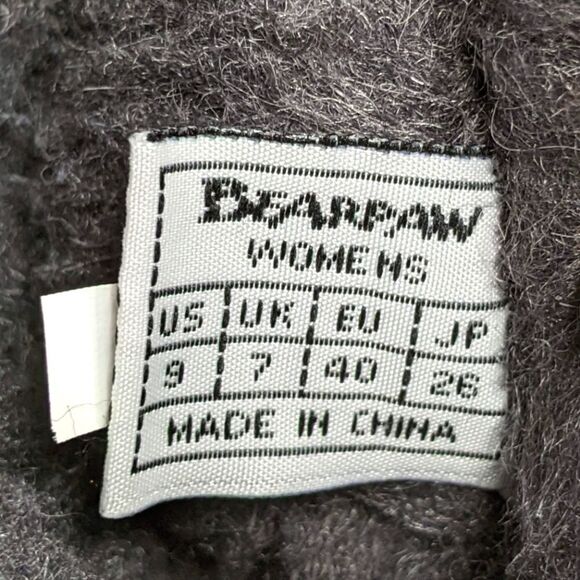 BEARPAW
WOMENS
US UK EU JP
9 7 40 26
MADE IN CHINA